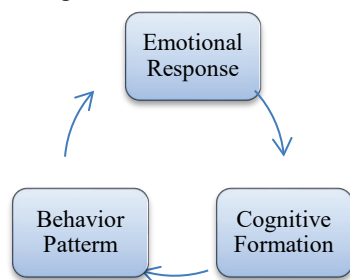 Emotional
Response
Behavior
Patterm
Cognitive
Formation